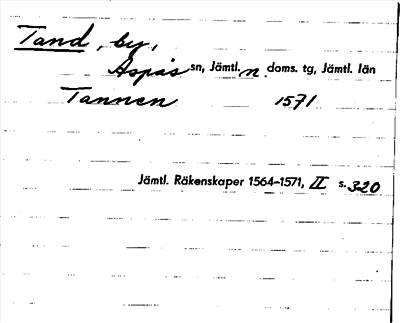 Tand, by,
Aspås sn, Jämtl. n. doms. tg, Jämtl. län
Tannen 1571
Jämtl. Räkenskaper 1564-1571, II s. 320